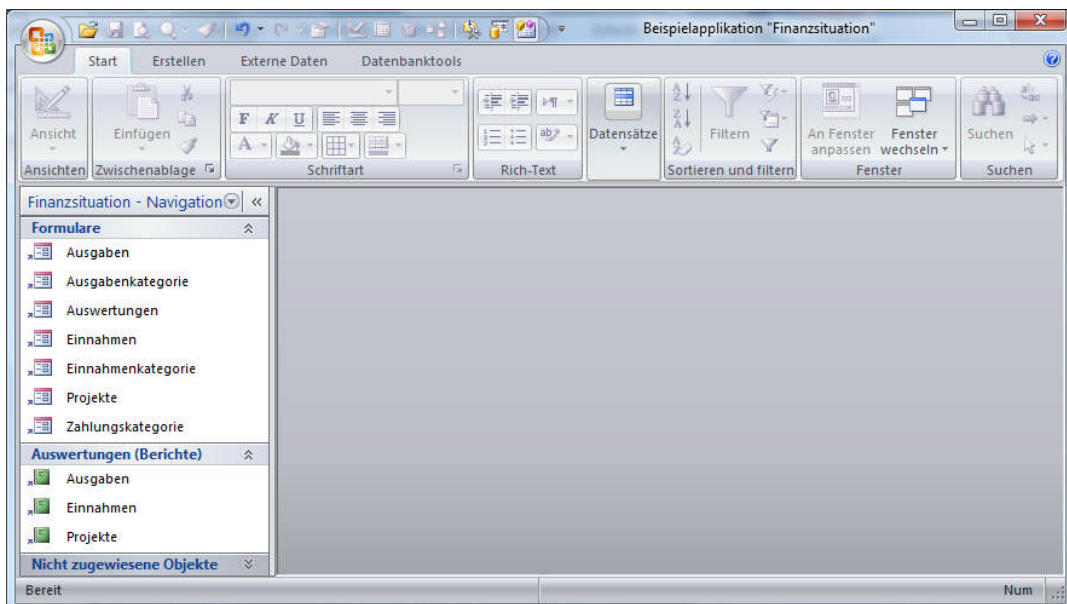 Beispielapplikation "Finanzsituation"
Start Erstellen Externe Daten Datenbanktools
Ansicht
Einfügen
F K U
A
ab
Datensätze
Filtern
An Fenster anpassen
Fenster wechseln
Suchen
Ansichten Zwischenablage Schriftart Rich-Text Sortieren und filtern Fenster Suchen
Finanzsituation - Navigation
Formulare
Ausgaben
Ausgabenkategorie
Auswertungen
Einnahmen
Einnahmenkategorie
Projekte
Zahlungskategorie
Auswertungen (Berichte)
Ausgaben
Einnahmen
Projekte
Nicht zugewiesene Objekte
Bereit Num